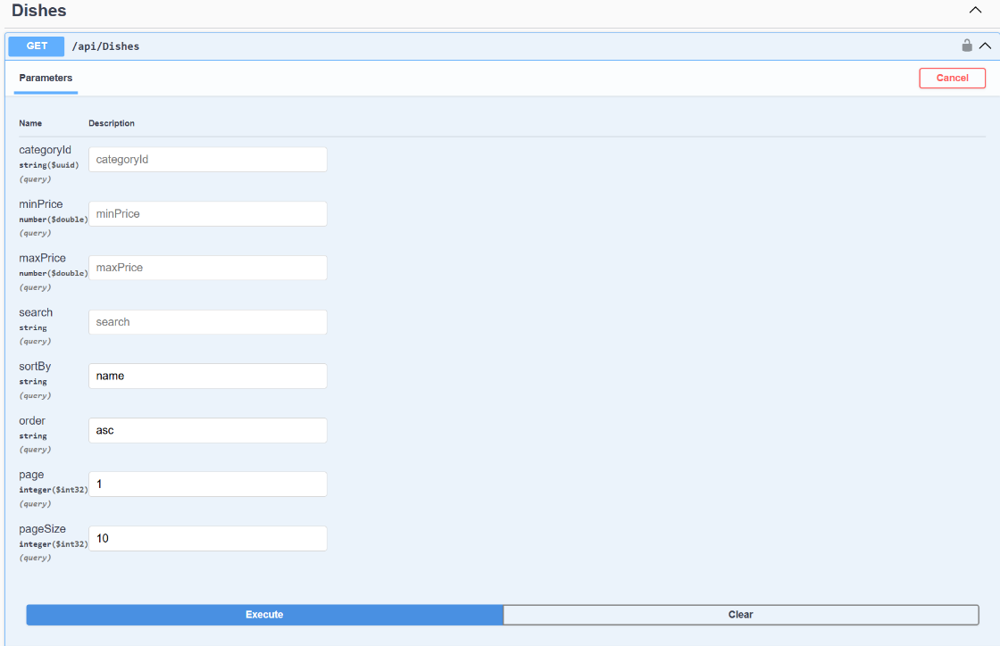 Dishes
GET /api/Dishes
Parameters
Cancel
Name Description
categoryId
string($uuid)
(query)
categoryId
minPrice
number($double)
(query)
minPrice
maxPrice
number($double)
(query)
maxPrice
search
string
(query)
search
sortBy
string
(query)
name
order
string
(query)
asc
page
integer($int32)
(query)
1
pageSize
integer($int32)
(query)
10
Execute
Clear